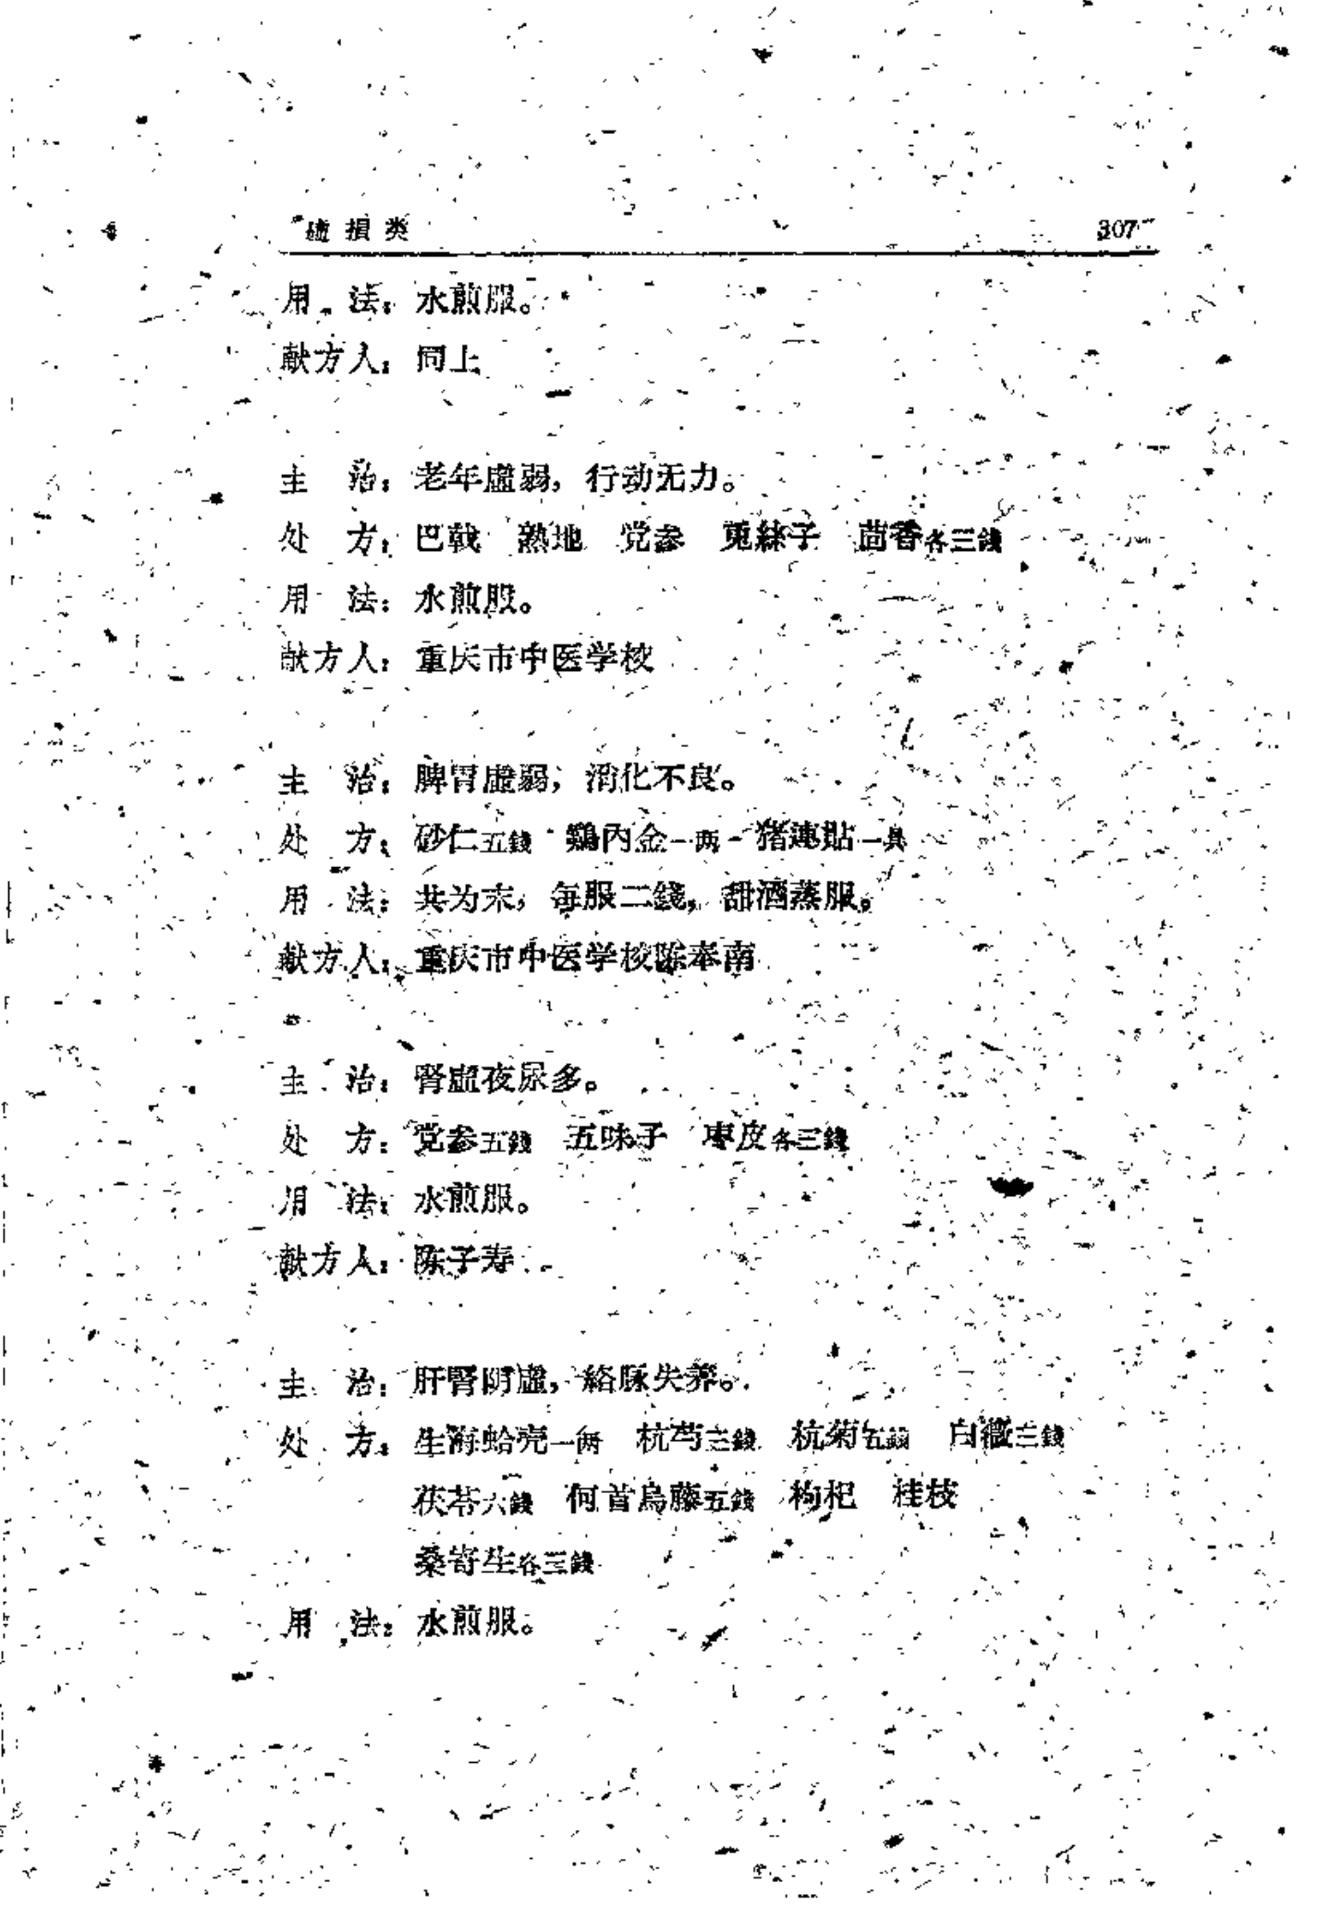 虛損类 307
用 法：水煎服。
献方人：同上
主 治：老年虛弱，行动无力。
处 方：巴戟 熟地 党参 菟絲子 茴香各三錢
用 法：水煎服。
献方人：重庆市中医学校
主 治：脾胃虛弱，消化不良。
处 方：砂仁五錢 鷄內金一两 猪連貼一具
用 法：共为末，每服二錢，甜酒蒸服。
献方人：重庆市中医学校陈奉南
主 治：腎虛夜尿多。
处 方：党参五錢 五味子 枣皮各三錢
用 法：水煎服。
献方人：陈子寿
主 治：肝腎阴虛，絡脉失养。
处 方：生海蛤壳一两 杭芍三錢 杭菊五錢 白薇三錢
茯苓六錢 何首烏藤五錢 枸杞 桂枝
桑寄生各三錢
用 法：水煎服。